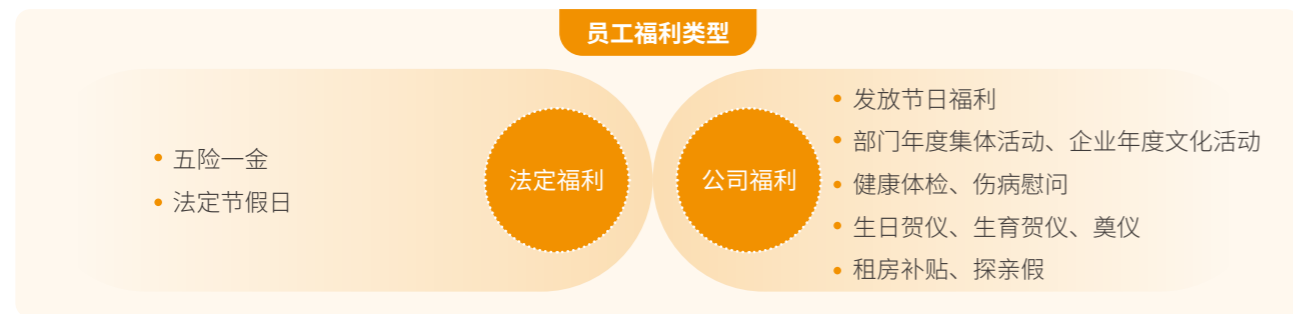 员工福利类型
五险一金
法定节假日
法定福利
公司福利
发放节日福利
部门年度集体活动、企业年度文化活动
健康体检、伤病慰问
生日贺仪、生育贺仪、奠仪
租房补贴、探亲假